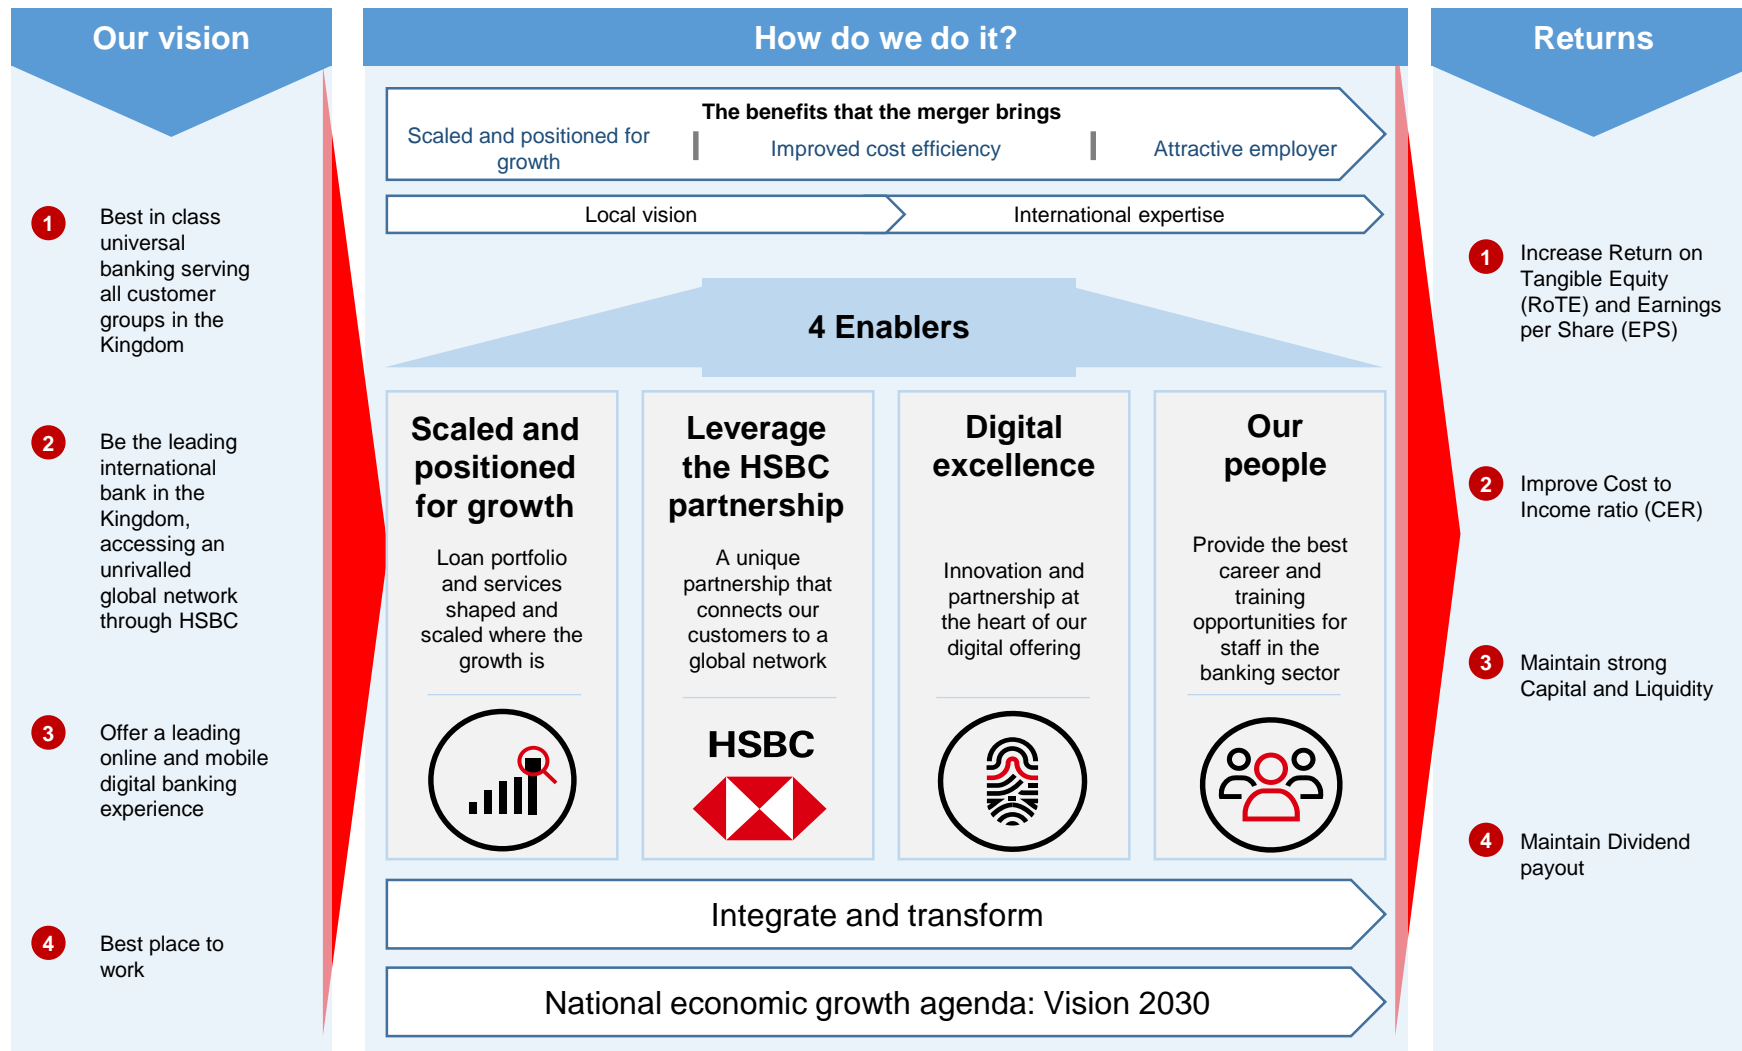 Our vision
1
Best in class
universal
banking serving
all customer
groups in the
Kingdom
2
Be the leading
international
bank in the
Kingdom,
accessing an
unrivalled
global network
through HSBC
3
Offer a leading
online and mobile
digital banking
experience
4
Best place to
work
How do we do it?
The benefits that the merger brings
Scaled and positioned for
growth
Improved cost efficiency
Attractive employer
Local vision
International expertise
4 Enablers
Scaled and
positioned
for growth
Loan portfolio
and services
shaped and
scaled where the
growth is
Leverage
the HSBC
partnership
A unique
partnership that
connects our
customers to a
global network
HSBC
Digital
excellence
Innovation and
partnership at
the heart of our
digital offering
Our
people
Provide the best
career and
training
opportunities for
staff in the
banking sector
Integrate and transform
National economic growth agenda: Vision 2030
Returns
1
Increase Return on
Tangible Equity
(RoTE) and Earnings
per Share (EPS)
2
Improve Cost to
Income ratio (CER)
3
Maintain strong
Capital and Liquidity
4
Maintain Dividend
payout